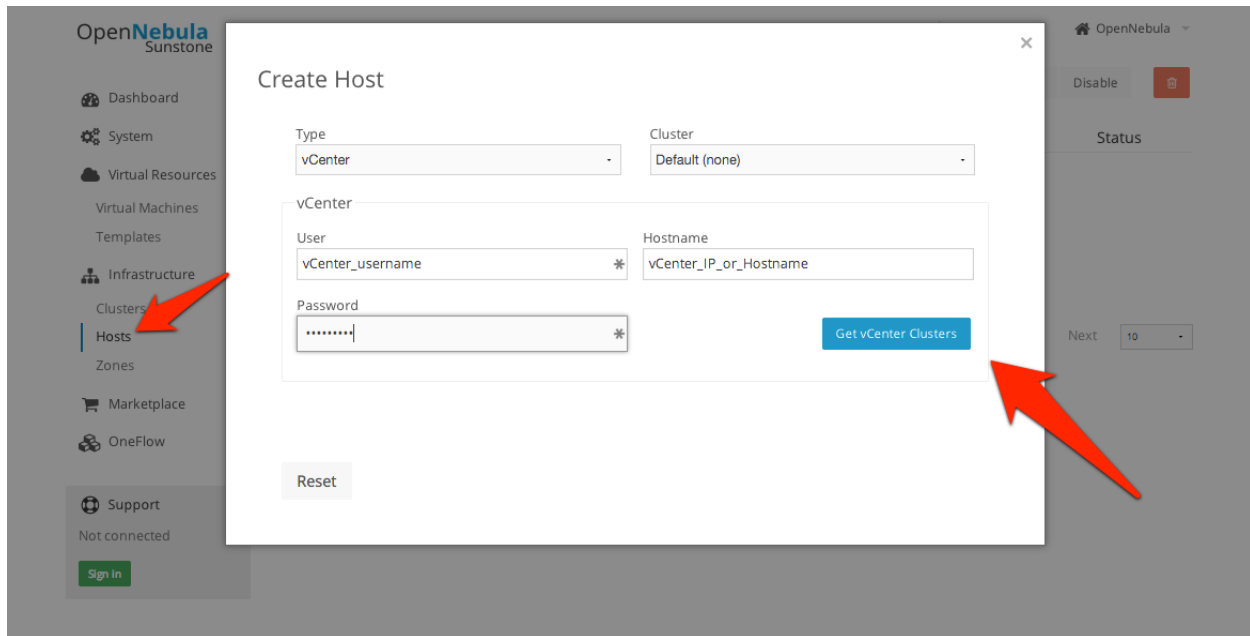 OpenNebula
Sunstone
Dashboard
System
Virtual Resources
Virtual Machines
Templates
Infrastructure
Clusters
Hosts
Zones
Marketplace
OneFlow
Support
Not connected
Sign in
×
Create Host
Type
vCenter
Cluster
Default (none)
vCenter
User
vCenter_username
Hostname
vCenter_IP_or_Hostname
Password
•••••••••
Get vCenter Clusters
Reset
OpenNebula
Disable
Status
Next
10